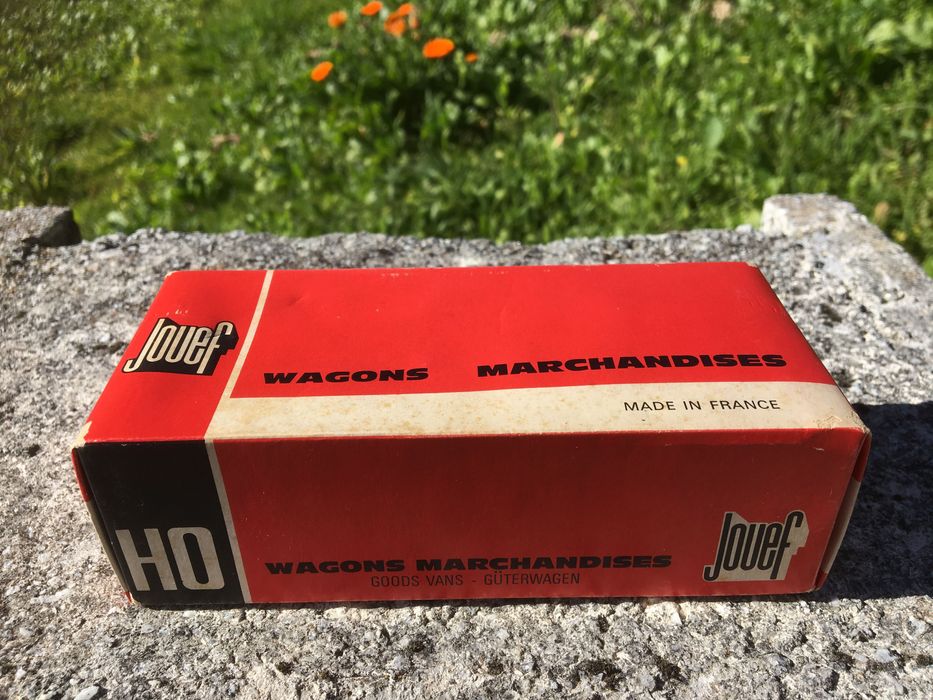 Jouef
WAGONS MARCHANDISES
MADE IN FRANCE
HO
WAGONS MARCHANDISES
GOODS VANS - GÜTERWAGEN
Jouef